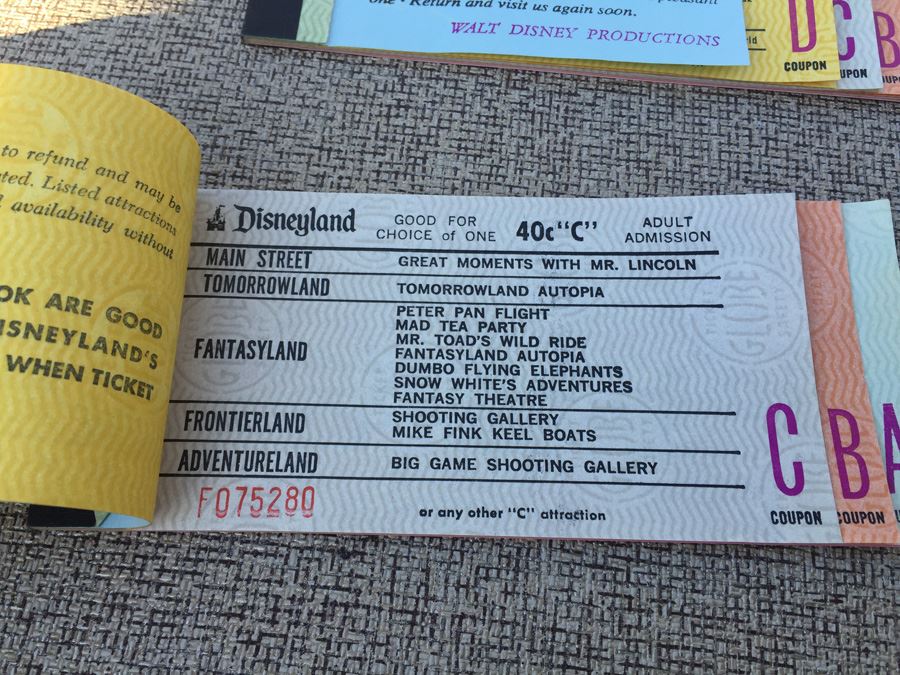 one • Return and visit us again soon.
WALT DISNEY PRODUCTIONS
D
COUPON
C
COUPON
B
to refund and may be
Listed attractions
availability without
OK ARE GOOD
DISNEYLAND'S
WHEN TICKET
Disneyland GOOD FOR CHOICE of ONE 40c "C" ADULT ADMISSION
MAIN STREET GREAT MOMENTS WITH MR. LINCOLN
TOMORROWLAND TOMORROWLAND AUTOPIA
PETER PAN FLIGHT
MAD TEA PARTY
MR. TOAD'S WILD RIDE
FANTASYLAND FANTASYLAND AUTOPIA
DUMBO FLYING ELEPHANTS
SNOW WHITE'S ADVENTURES
FANTASY THEATRE
FRONTIERLAND SHOOTING GALLERY
MIKE FINK KEEL BOATS
ADVENTURELAND BIG GAME SHOOTING GALLERY
F075280
or any other "C" attraction
C
COUPON
B
COUPON
A